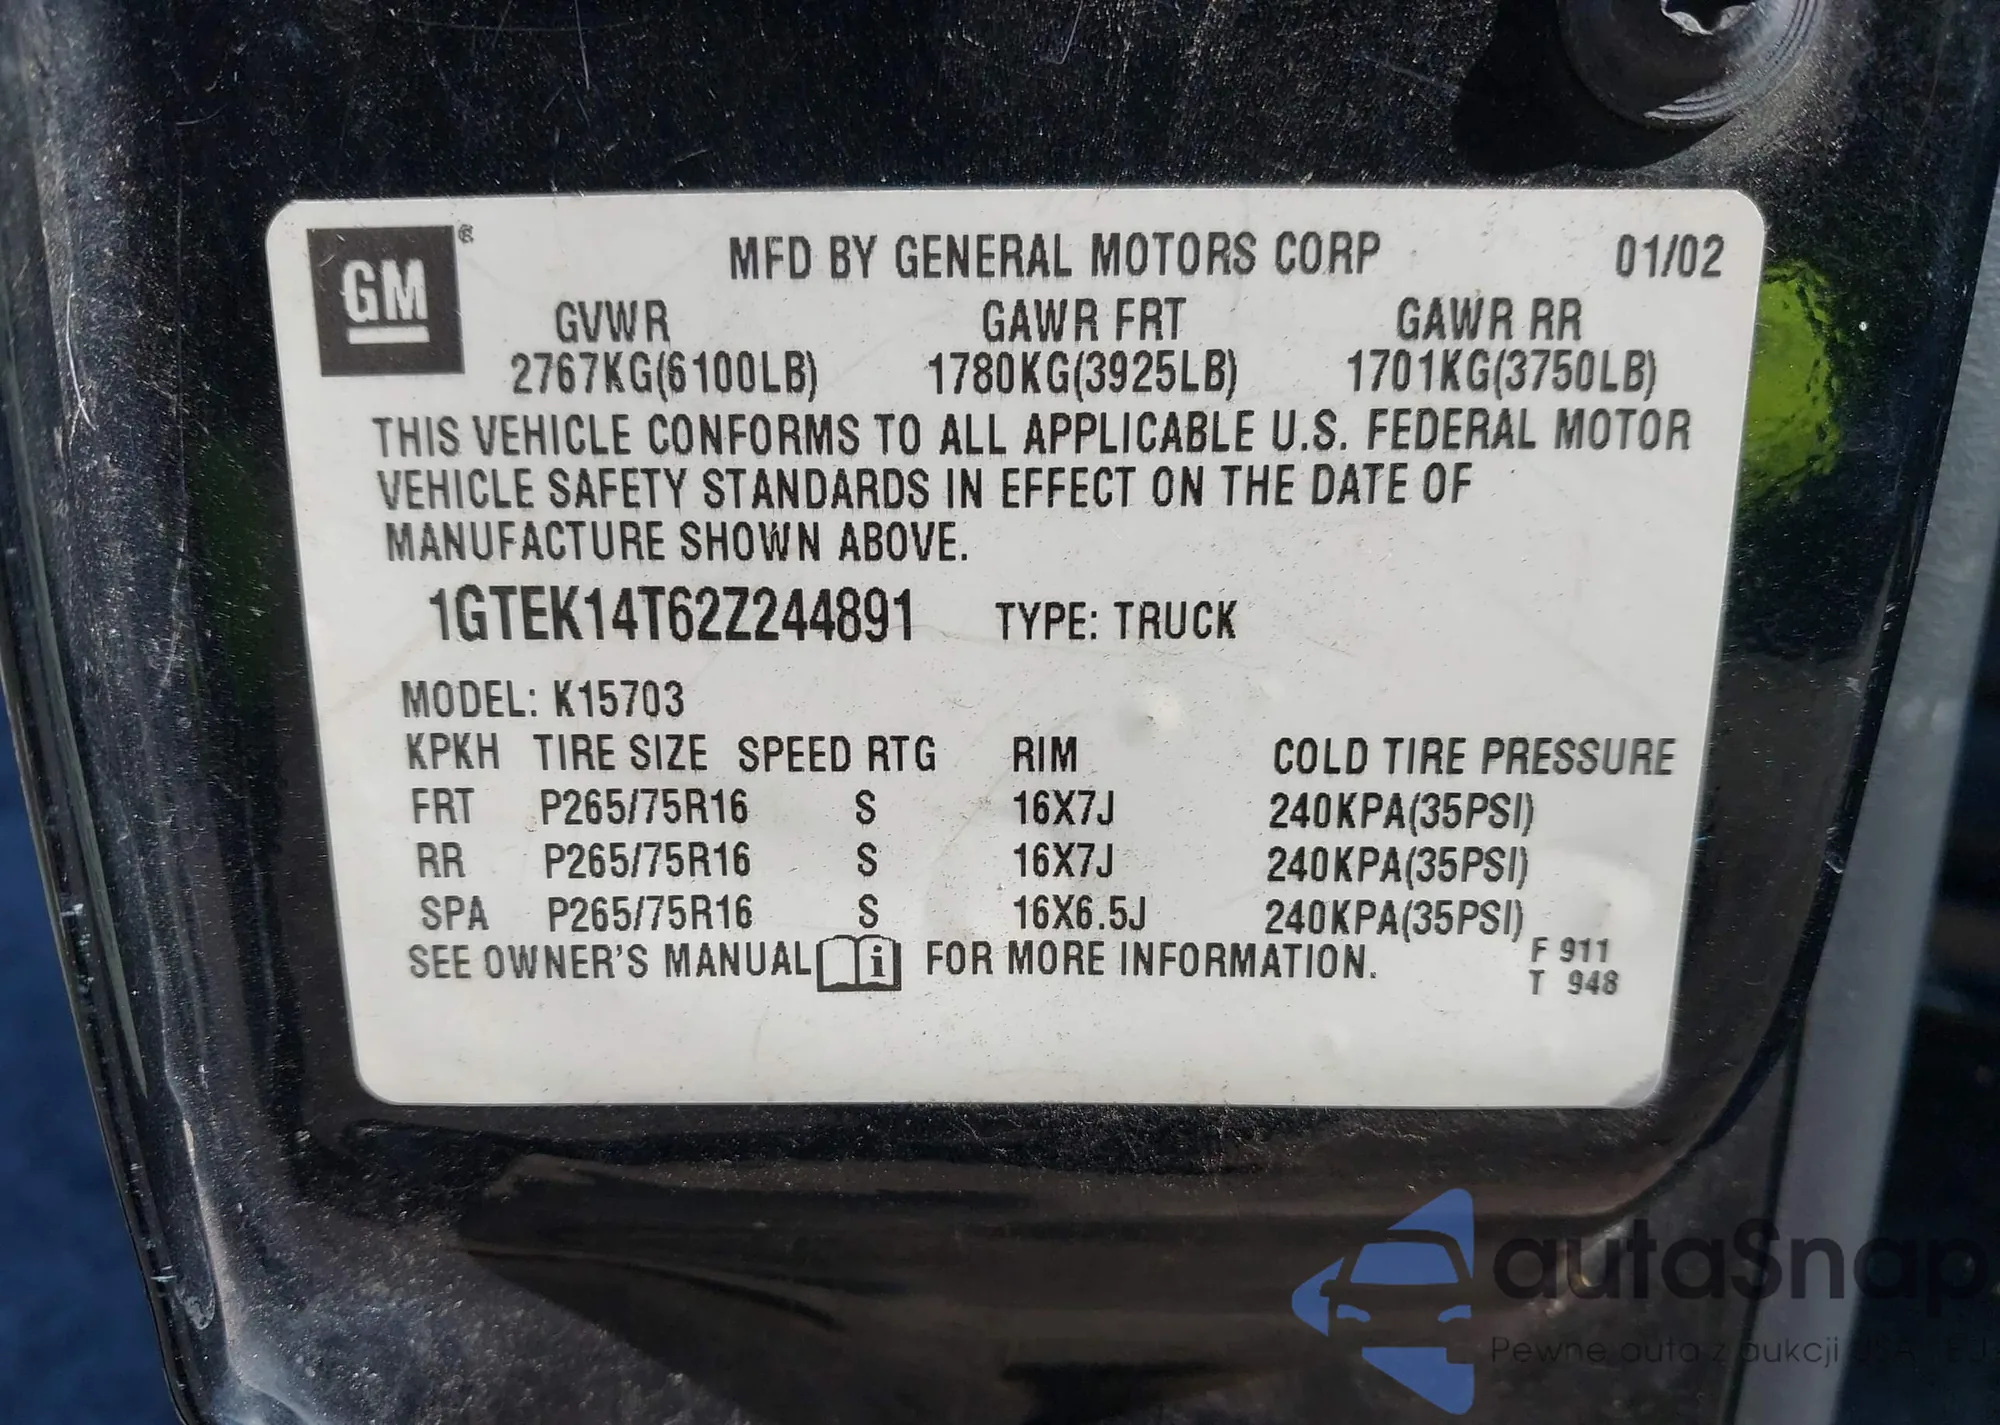 GM®
MFD BY GENERAL MOTORS CORP 01/02
GVWR GAWR FRT GAWR RR
2767KG(6100LB) 1780KG(3925LB) 1701KG(3750LB)
THIS VEHICLE CONFORMS TO ALL APPLICABLE U.S. FEDERAL MOTOR
VEHICLE SAFETY STANDARDS IN EFFECT ON THE DATE OF
MANUFACTURE SHOWN ABOVE.
1GTEK14T62Z244891 TYPE: TRUCK
MODEL: K15703
KPKH TIRE SIZE SPEED RTG RIM COLD TIRE PRESSURE
FRT P265/75R16 S 16X7J 240KPA(35PSI)
RR P265/75R16 S 16X7J 240KPA(35PSI)
SPA P265/75R16 S 16X6.5J 240KPA(35PSI)
SEE OWNER'S MANUAL i FOR MORE INFORMATION.
F 911
T 948
autaSnap
Pewne auta z aukcji